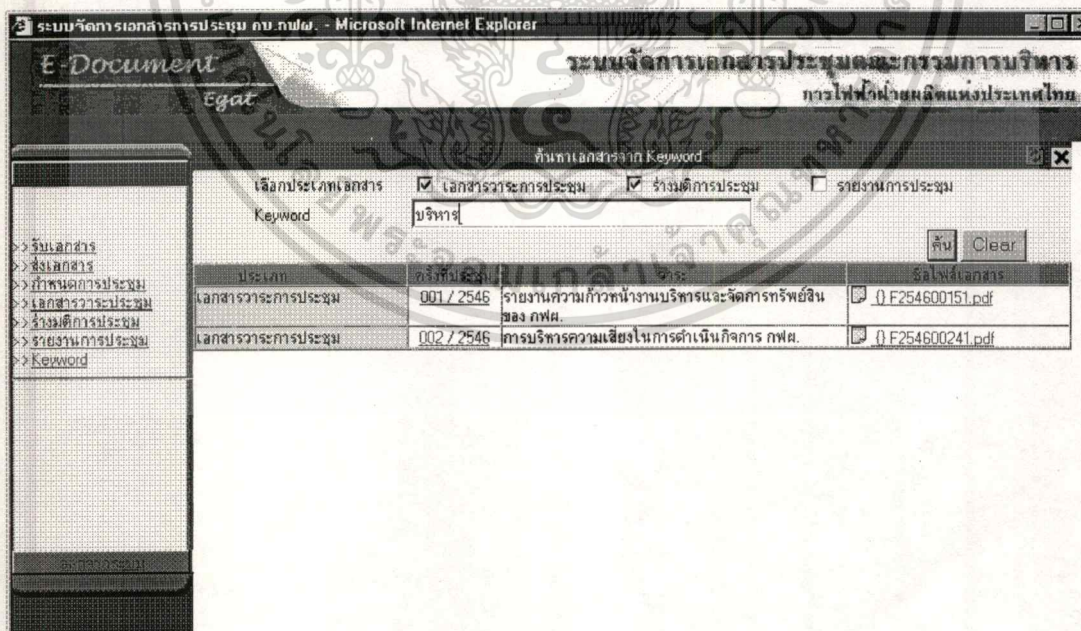 ระบบจัดการเอกสารการประชุม คบ.กฟผ. - Microsoft Internet Explorer
E-Document
Egat
ระบบจัดการเอกสารประชุมคณะกรรมการบริหาร
การไฟฟ้าฝ่ายผลิตแห่งประเทศไทย
ค้นหาเอกสารจาก Keyword
เลือกประเภทเอกสาร เอกสารวาระการประชุม ร่างมติการประชุม รายงานการประชุม
Keyword บริหาร
ค้น Clear
>> รับเอกสาร
>> ส่งเอกสาร
>> กำหนดการประชุม
>> เอกสารวาระประชุม
>> ร่างมติการประชุม
>> รายงานการประชุม
>> Keyword
ประเภท ครั้งที่ประชุม วาระ ชื่อไฟล์เอกสาร
เอกสารวาระการประชุม 001 / 2546 รายงานความก้าวหน้างานบริหารและจัดการทรัพย์สิน
ของ กฟผ. {} F254600151.pdf
เอกสารวาระการประชุม 002 / 2546 การบริหารความเสี่ยงในการดำเนินกิจการ กฟผ. {} F254600241.pdf